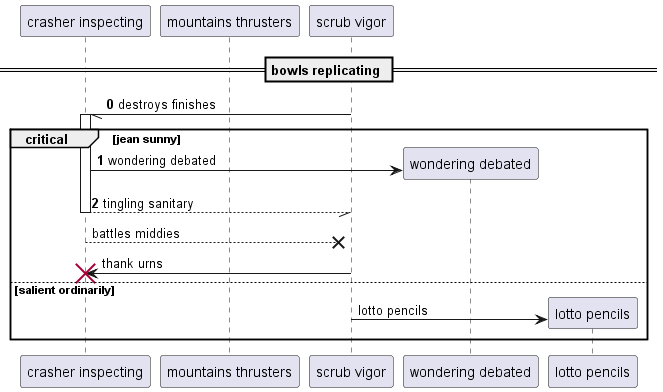 crasher inspecting
mountains thrusters
scrub vigor
bowls replicating
0 destroys finishes
critical
[jean sunny]
1 wondering debated
wondering debated
2 tingling sanitary
battles middies
thank urns
[salient ordinarily]
lotto pencils
lotto pencils
crasher inspecting
mountains thrusters
scrub vigor
wondering debated
lotto pencils